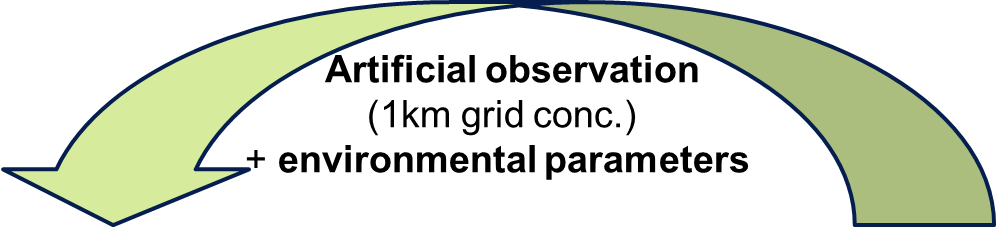 Artificial observation
(1km grid conc.)
+ environmental parameters